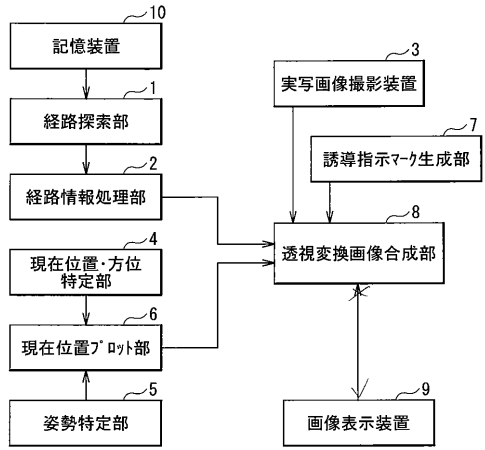 10
記憶装置
1
経路探索部
2
経路情報処理部
4
現在位置・方位
特定部
6
現在位置プロット部
5
姿勢特定部
3
実写画像撮影装置
7
誘導指示マーク生成部
8
透視変換画像合成部
9
画像表示装置